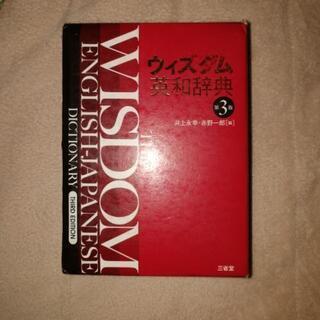 ウィズダム
英和辞典
第3版
井上永幸・赤野一郎[編]
WISDOM
ENGLISH-JAPANESE
DICTIONARY THIRD EDITION
三省堂